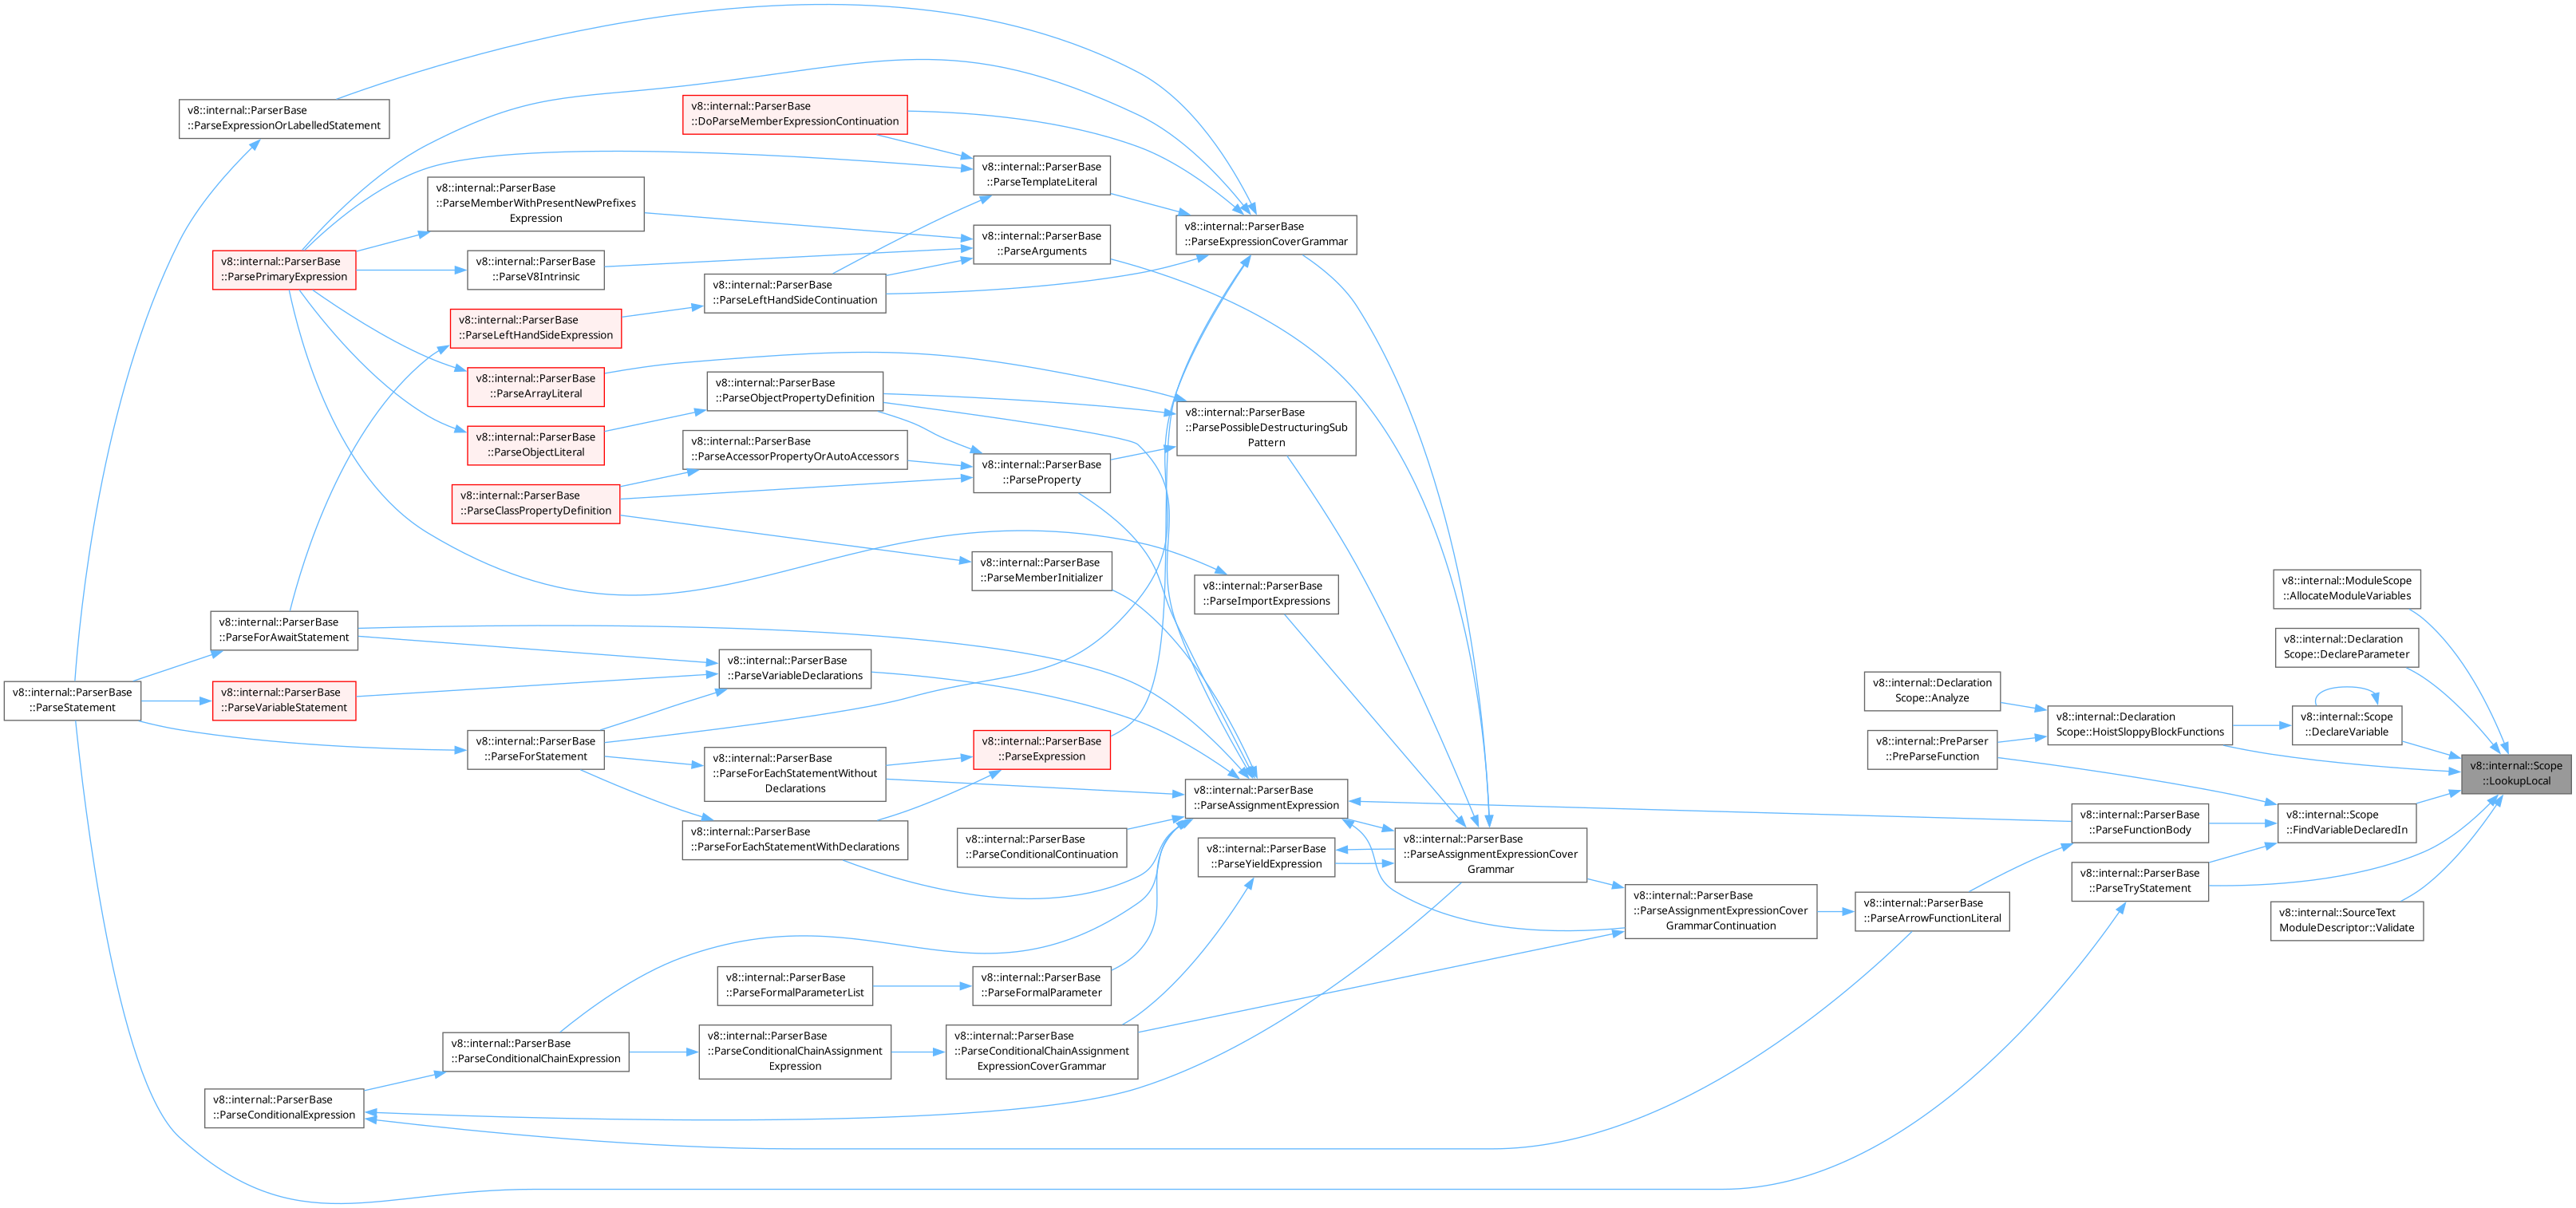 v8::internal::ParserBase
::ParseExpressionOrLabelledStatement
v8::internal::ParserBase
::DoParseMemberExpressionContinuation
v8::internal::ParserBase
::ParseTemplateLiteral
v8::internal::ParserBase
::ParseMemberWithPresentNewPrefixes
Expression
v8::internal::ParserBase
::ParseExpressionCoverGrammar
v8::internal::ParserBase
::ParseArguments
v8::internal::ParserBase
::ParsePrimaryExpression
v8::internal::ParserBase
::ParseV8Intrinsic
v8::internal::ParserBase
::ParseLeftHandSideContinuation
v8::internal::ParserBase
::ParseLeftHandSideExpression
v8::internal::ParserBase
::ParseArrayLiteral
v8::internal::ParserBase
::ParseObjectPropertyDefinition
v8::internal::ParserBase
::ParsePossibleDestructuringSub
Pattern
v8::internal::ParserBase
::ParseObjectLiteral
v8::internal::ParserBase
::ParseAccessorPropertyOrAutoAccessors
v8::internal::ParserBase
::ParseProperty
v8::internal::ParserBase
::ParseClassPropertyDefinition
v8::internal::ParserBase
::ParseMemberInitializer
v8::internal::ParserBase
::ParseImportExpressions
v8::internal::ModuleScope
::AllocateModuleVariables
v8::internal::ParserBase
::ParseForAwaitStatement
v8::internal::Declaration
Scope::DeclareParameter
v8::internal::ParserBase
::ParseVariableDeclarations
v8::internal::Declaration
Scope::Analyze
v8::internal::ParserBase
::ParseStatement
v8::internal::ParserBase
::ParseVariableStatement
v8::internal::Declaration
Scope::HoistSloppyBlockFunctions
v8::internal::Scope
::DeclareVariable
v8::internal::ParserBase
::ParseForStatement
v8::internal::ParserBase
::ParseExpression
v8::internal::PreParser
::PreParseFunction
v8::internal::ParserBase
::ParseForEachStatementWithout
Declarations
v8::internal::Scope
::LookupLocal
v8::internal::ParserBase
::ParseAssignmentExpression
v8::internal::ParserBase
::ParseFunctionBody
v8::internal::Scope
::FindVariableDeclaredIn
v8::internal::ParserBase
::ParseForEachStatementWithDeclarations
v8::internal::ParserBase
::ParseConditionalContinuation
v8::internal::ParserBase
::ParseYieldExpression
v8::internal::ParserBase
::ParseAssignmentExpressionCover
Grammar
v8::internal::ParserBase
::ParseTryStatement
v8::internal::ParserBase
::ParseAssignmentExpressionCover
GrammarContinuation
v8::internal::ParserBase
::ParseArrowFunctionLiteral
v8::internal::SourceText
ModuleDescriptor::Validate
v8::internal::ParserBase
::ParseFormalParameterList
v8::internal::ParserBase
::ParseFormalParameter
v8::internal::ParserBase
::ParseConditionalChainExpression
v8::internal::ParserBase
::ParseConditionalChainAssignment
Expression
v8::internal::ParserBase
::ParseConditionalChainAssignment
ExpressionCoverGrammar
v8::internal::ParserBase
::ParseConditionalExpression